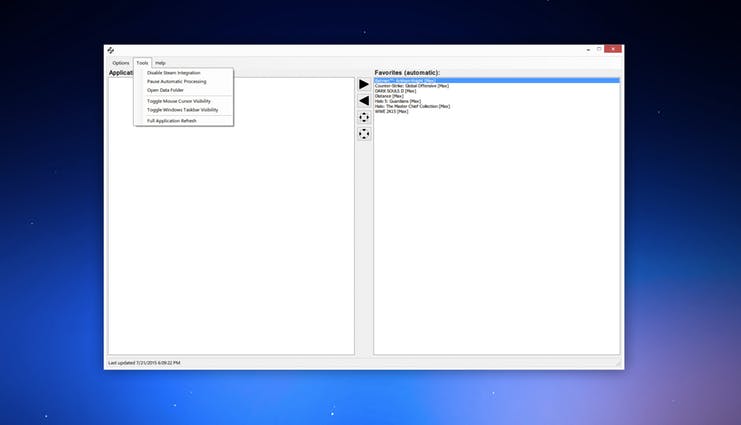 Options Tools Help
Applicati
Favorites (automatic):
Disable Steam Integration
Pause Automatic Processing
Open Data Folder
Toggle Mouse Cursor Visibility
Toggle Windows Taskbar Visibility
Full Application Refresh
Batman™: Arkham Knight [Max]
Counter-Strike: Global Offensive [Max]
DARK SOULS II [Max]
Distance [Max]
Halo 5: Guardians [Max]
Halo: The Master Chief Collection [Max]
WWE 2K15 [Max]
Last updated 7/21/2015 6:09:22 PM